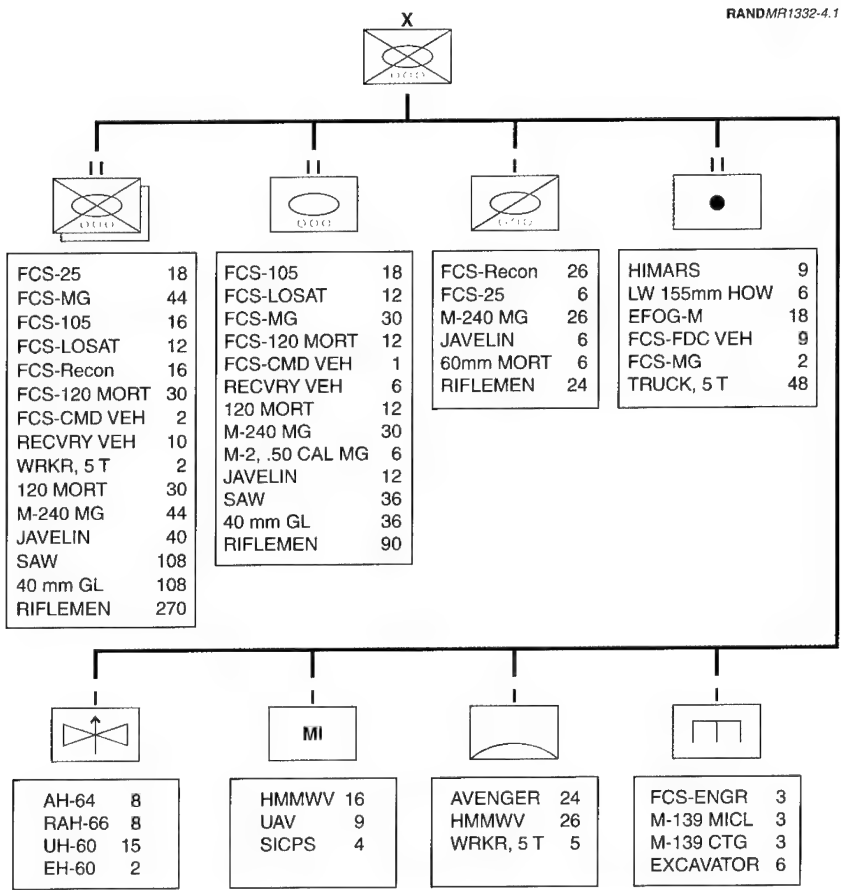 RANDMR1332-4.1
X
II
II
I
II
FCS-25 18
FCS-MG 44
FCS-105 16
FCS-LOSAT 12
FCS-Recon 16
FCS-120 MORT 30
FCS-CMD VEH 2
RECVRY VEH 10
WRKR, 5 T 2
120 MORT 30
M-240 MG 44
JAVELIN 40
SAW 108
40 mm GL 108
RIFLEMEN 270
FCS-105 18
FCS-LOSAT 12
FCS-MG 30
FCS-120 MORT 12
FCS-CMD VEH 1
RECVRY VEH 6
120 MORT 12
M-240 MG 30
M-2, .50 CAL MG 6
JAVELIN 12
SAW 36
40 mm GL 36
RIFLEMEN 90
FCS-Recon 26
FCS-25 6
M-240 MG 26
JAVELIN 6
60mm MORT 6
RIFLEMEN 24
HIMARS 9
LW 155mm HOW 6
EFOG-M 18
FCS-FDC VEH 9
FCS-MG 2
TRUCK, 5 T 48
I
I
I
I
MI
AH-64 8
RAH-66 8
UH-60 15
EH-60 2
HMMWV 16
UAV 9
SICPS 4
AVENGER 24
HMMWV 26
WRKR, 5 T 5
FCS-ENGR 3
M-139 MICL 3
M-139 CTG 3
EXCAVATOR 6